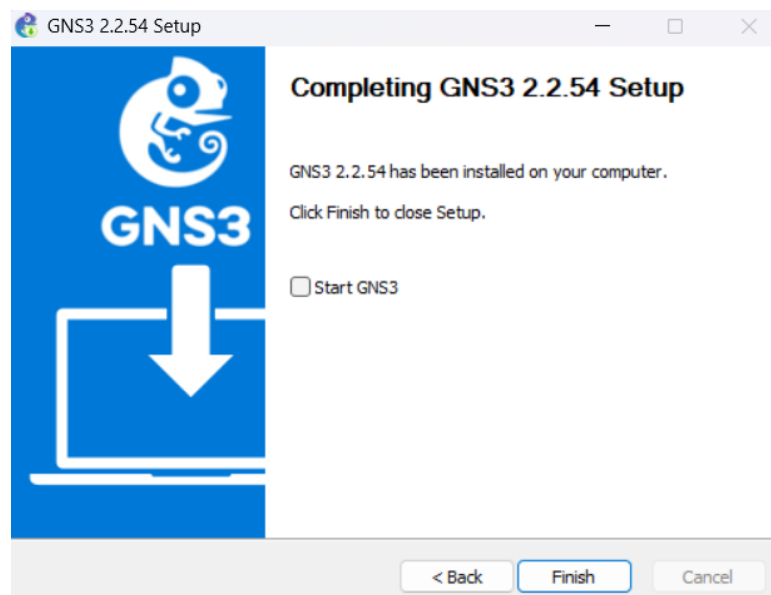 GNS3 2.2.54 Setup
Completing GNS3 2.2.54 Setup
GNS3 2.2.54 has been installed on your computer.
Click Finish to close Setup.
GNS3
Start GNS3
< Back
Finish
Cancel